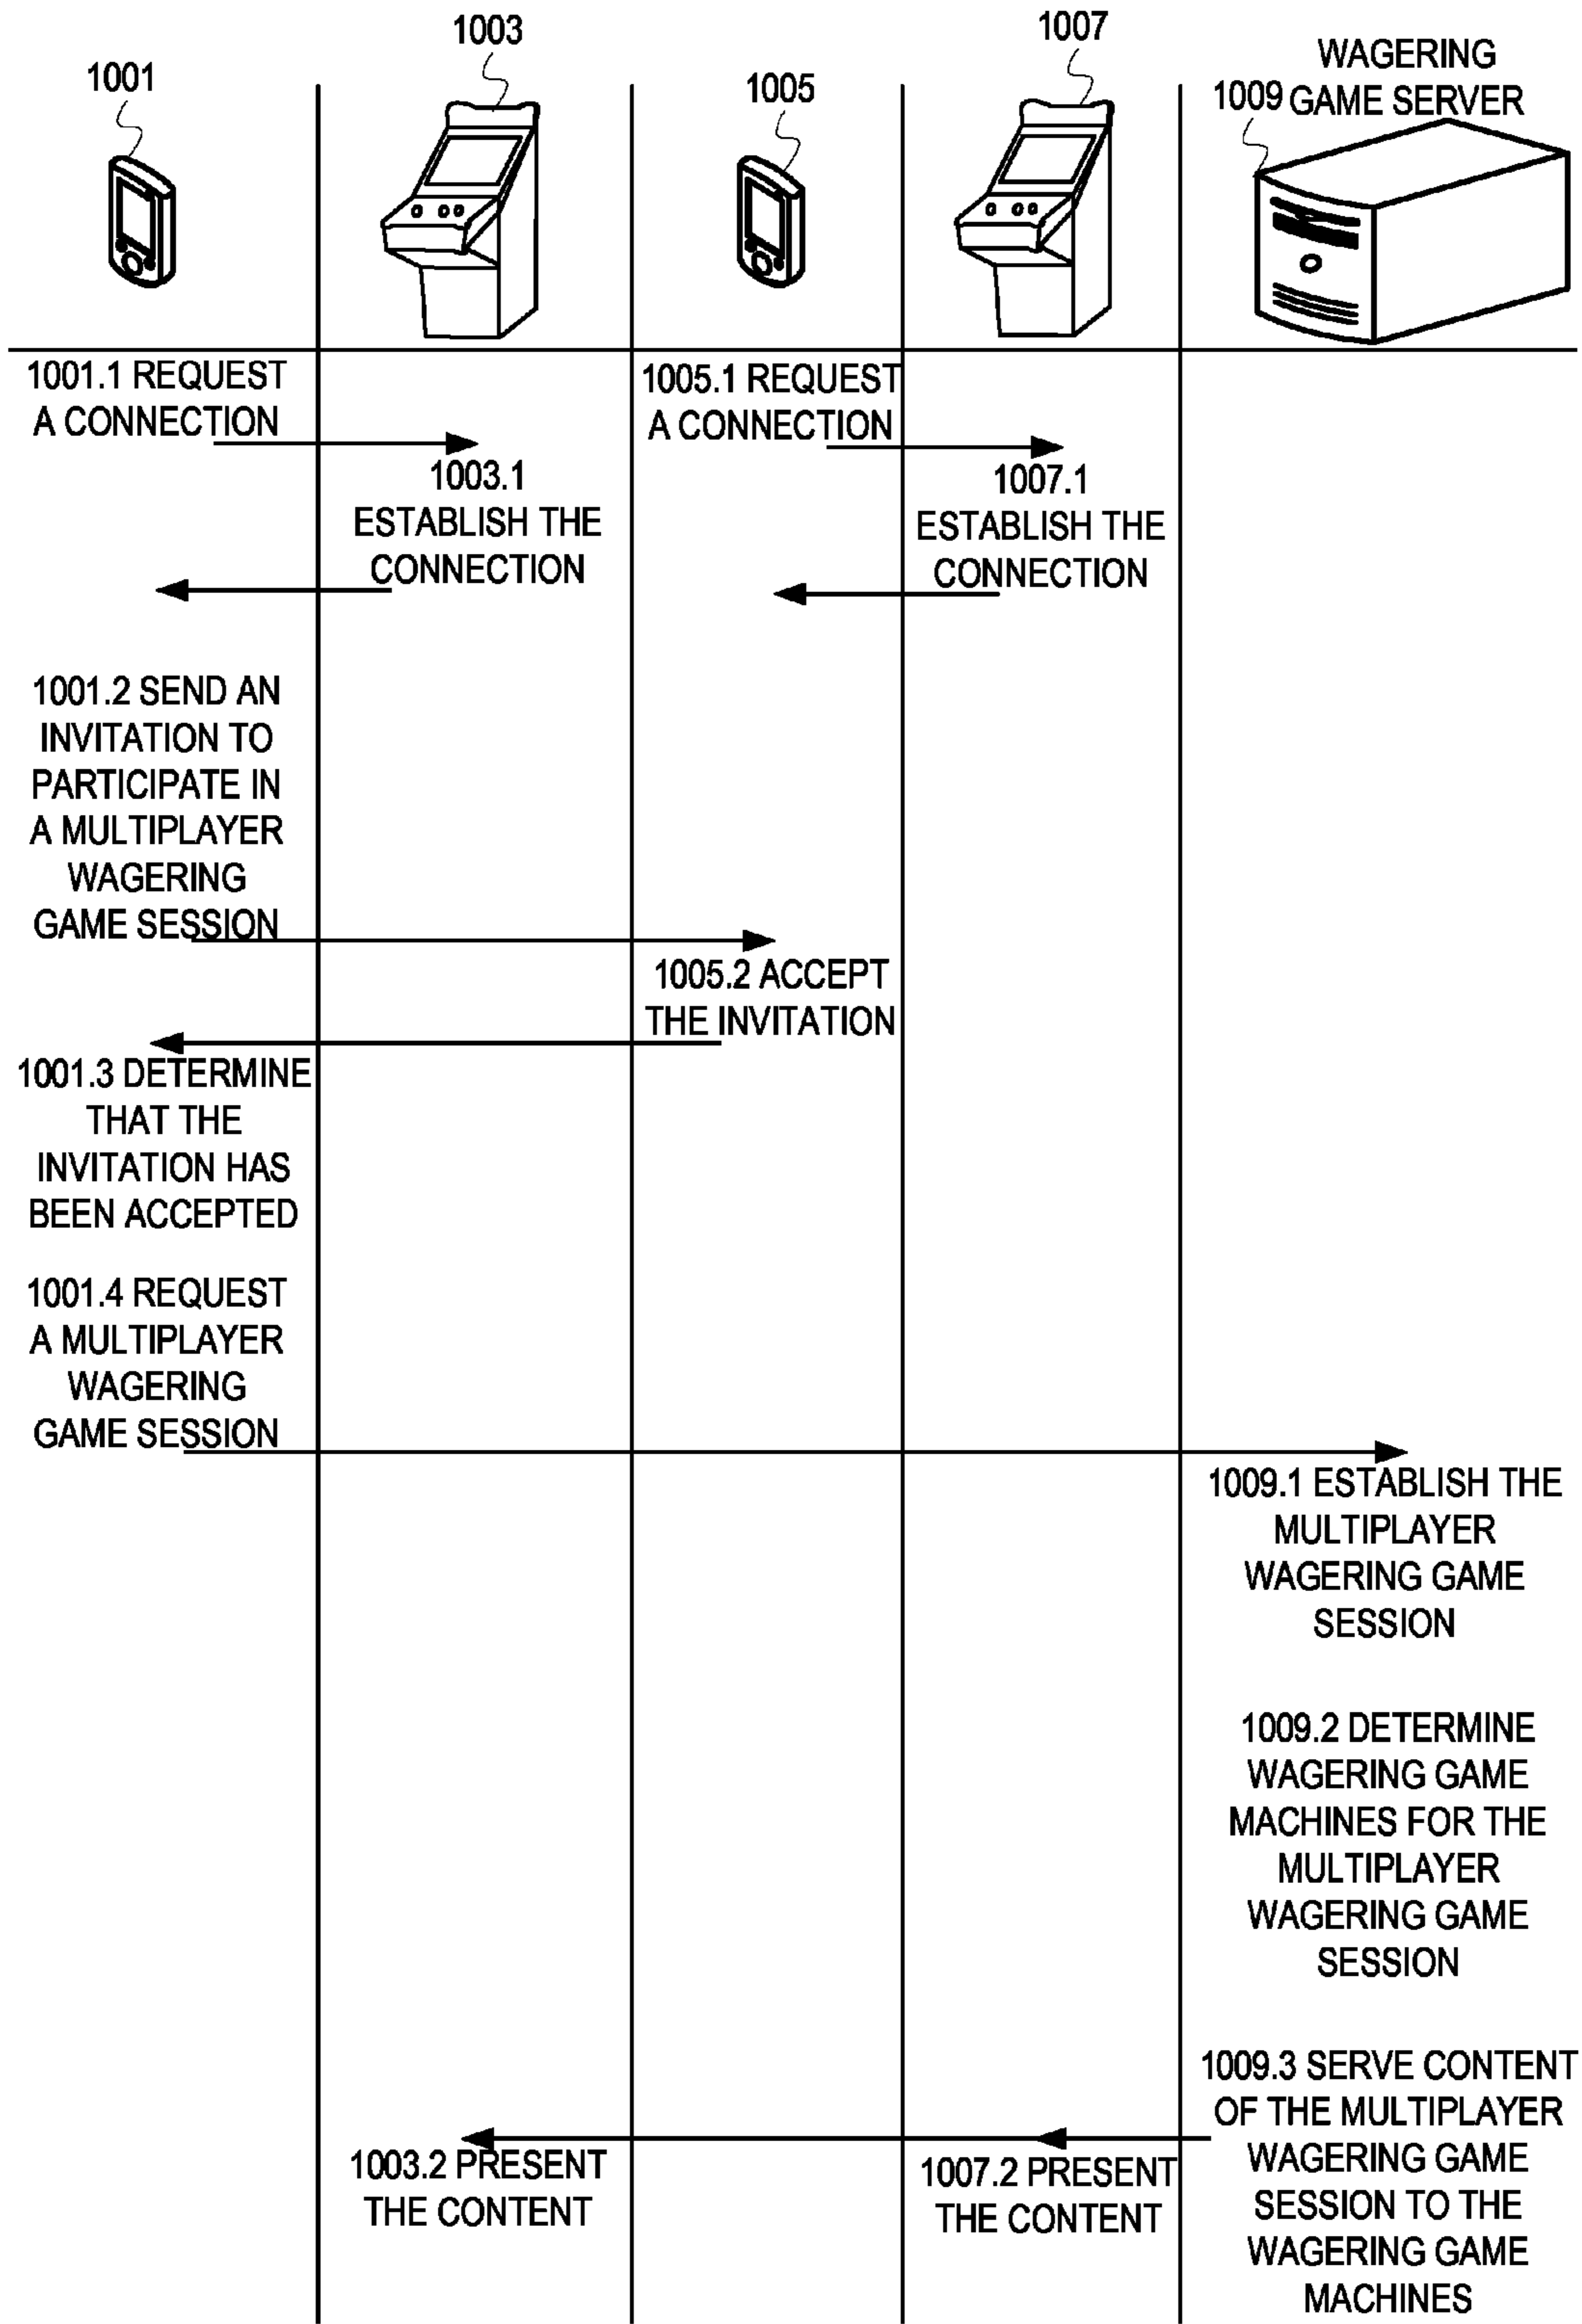 1001
1003
1005
1007
WAGERING
1009 GAME SERVER
1001.1 REQUEST
A CONNECTION
1005.1 REQUEST
A CONNECTION
1003.1
ESTABLISH THE
CONNECTION
1007.1
ESTABLISH THE
CONNECTION
1001.2 SEND AN
INVITATION TO
PARTICIPATE IN
A MULTIPLAYER
WAGERING
GAME SESSION
1005.2 ACCEPT
THE INVITATION
1001.3 DETERMINE
THAT THE
INVITATION HAS
BEEN ACCEPTED
1001.4 REQUEST
A MULTIPLAYER
WAGERING
GAME SESSION
1009.1 ESTABLISH THE
MULTIPLAYER
WAGERING GAME
SESSION
1009.2 DETERMINE
WAGERING GAME
MACHINES FOR THE
MULTIPLAYER
WAGERING GAME
SESSION
1009.3 SERVE CONTENT
OF THE MULTIPLAYER
WAGERING GAME
SESSION TO THE
WAGERING GAME
MACHINES
1003.2 PRESENT
THE CONTENT
1007.2 PRESENT
THE CONTENT